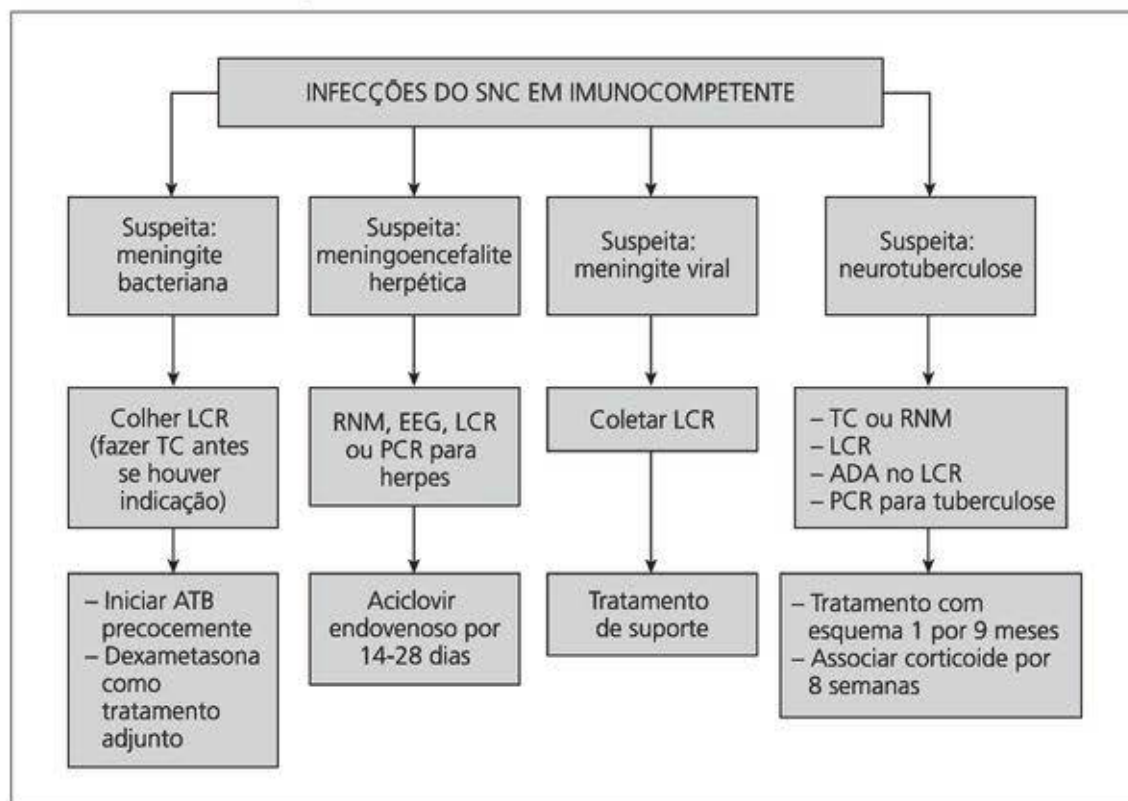 INFECÇÕES DO SNC EM IMUNOCOMPETENTE
Suspeita:
meningite
bacteriana
Suspeita:
meningoencefalite
herpética
Suspeita:
meningite viral
Suspeita:
neurotuberculose
Colher LCR
(fazer TC antes
se houver
indicação)
RNM, EEG, LCR
ou PCR para
herpes
Coletar LCR
– TC ou RNM
– LCR
– ADA no LCR
– PCR para tuberculose
– Iniciar ATB
precocemente
– Dexametasona
como
tratamento
adjunto
Aciclovir
endovenoso por
14-28 dias
Tratamento
de suporte
– Tratamento com
esquema 1 por 9 meses
– Associar corticoide por
8 semanas